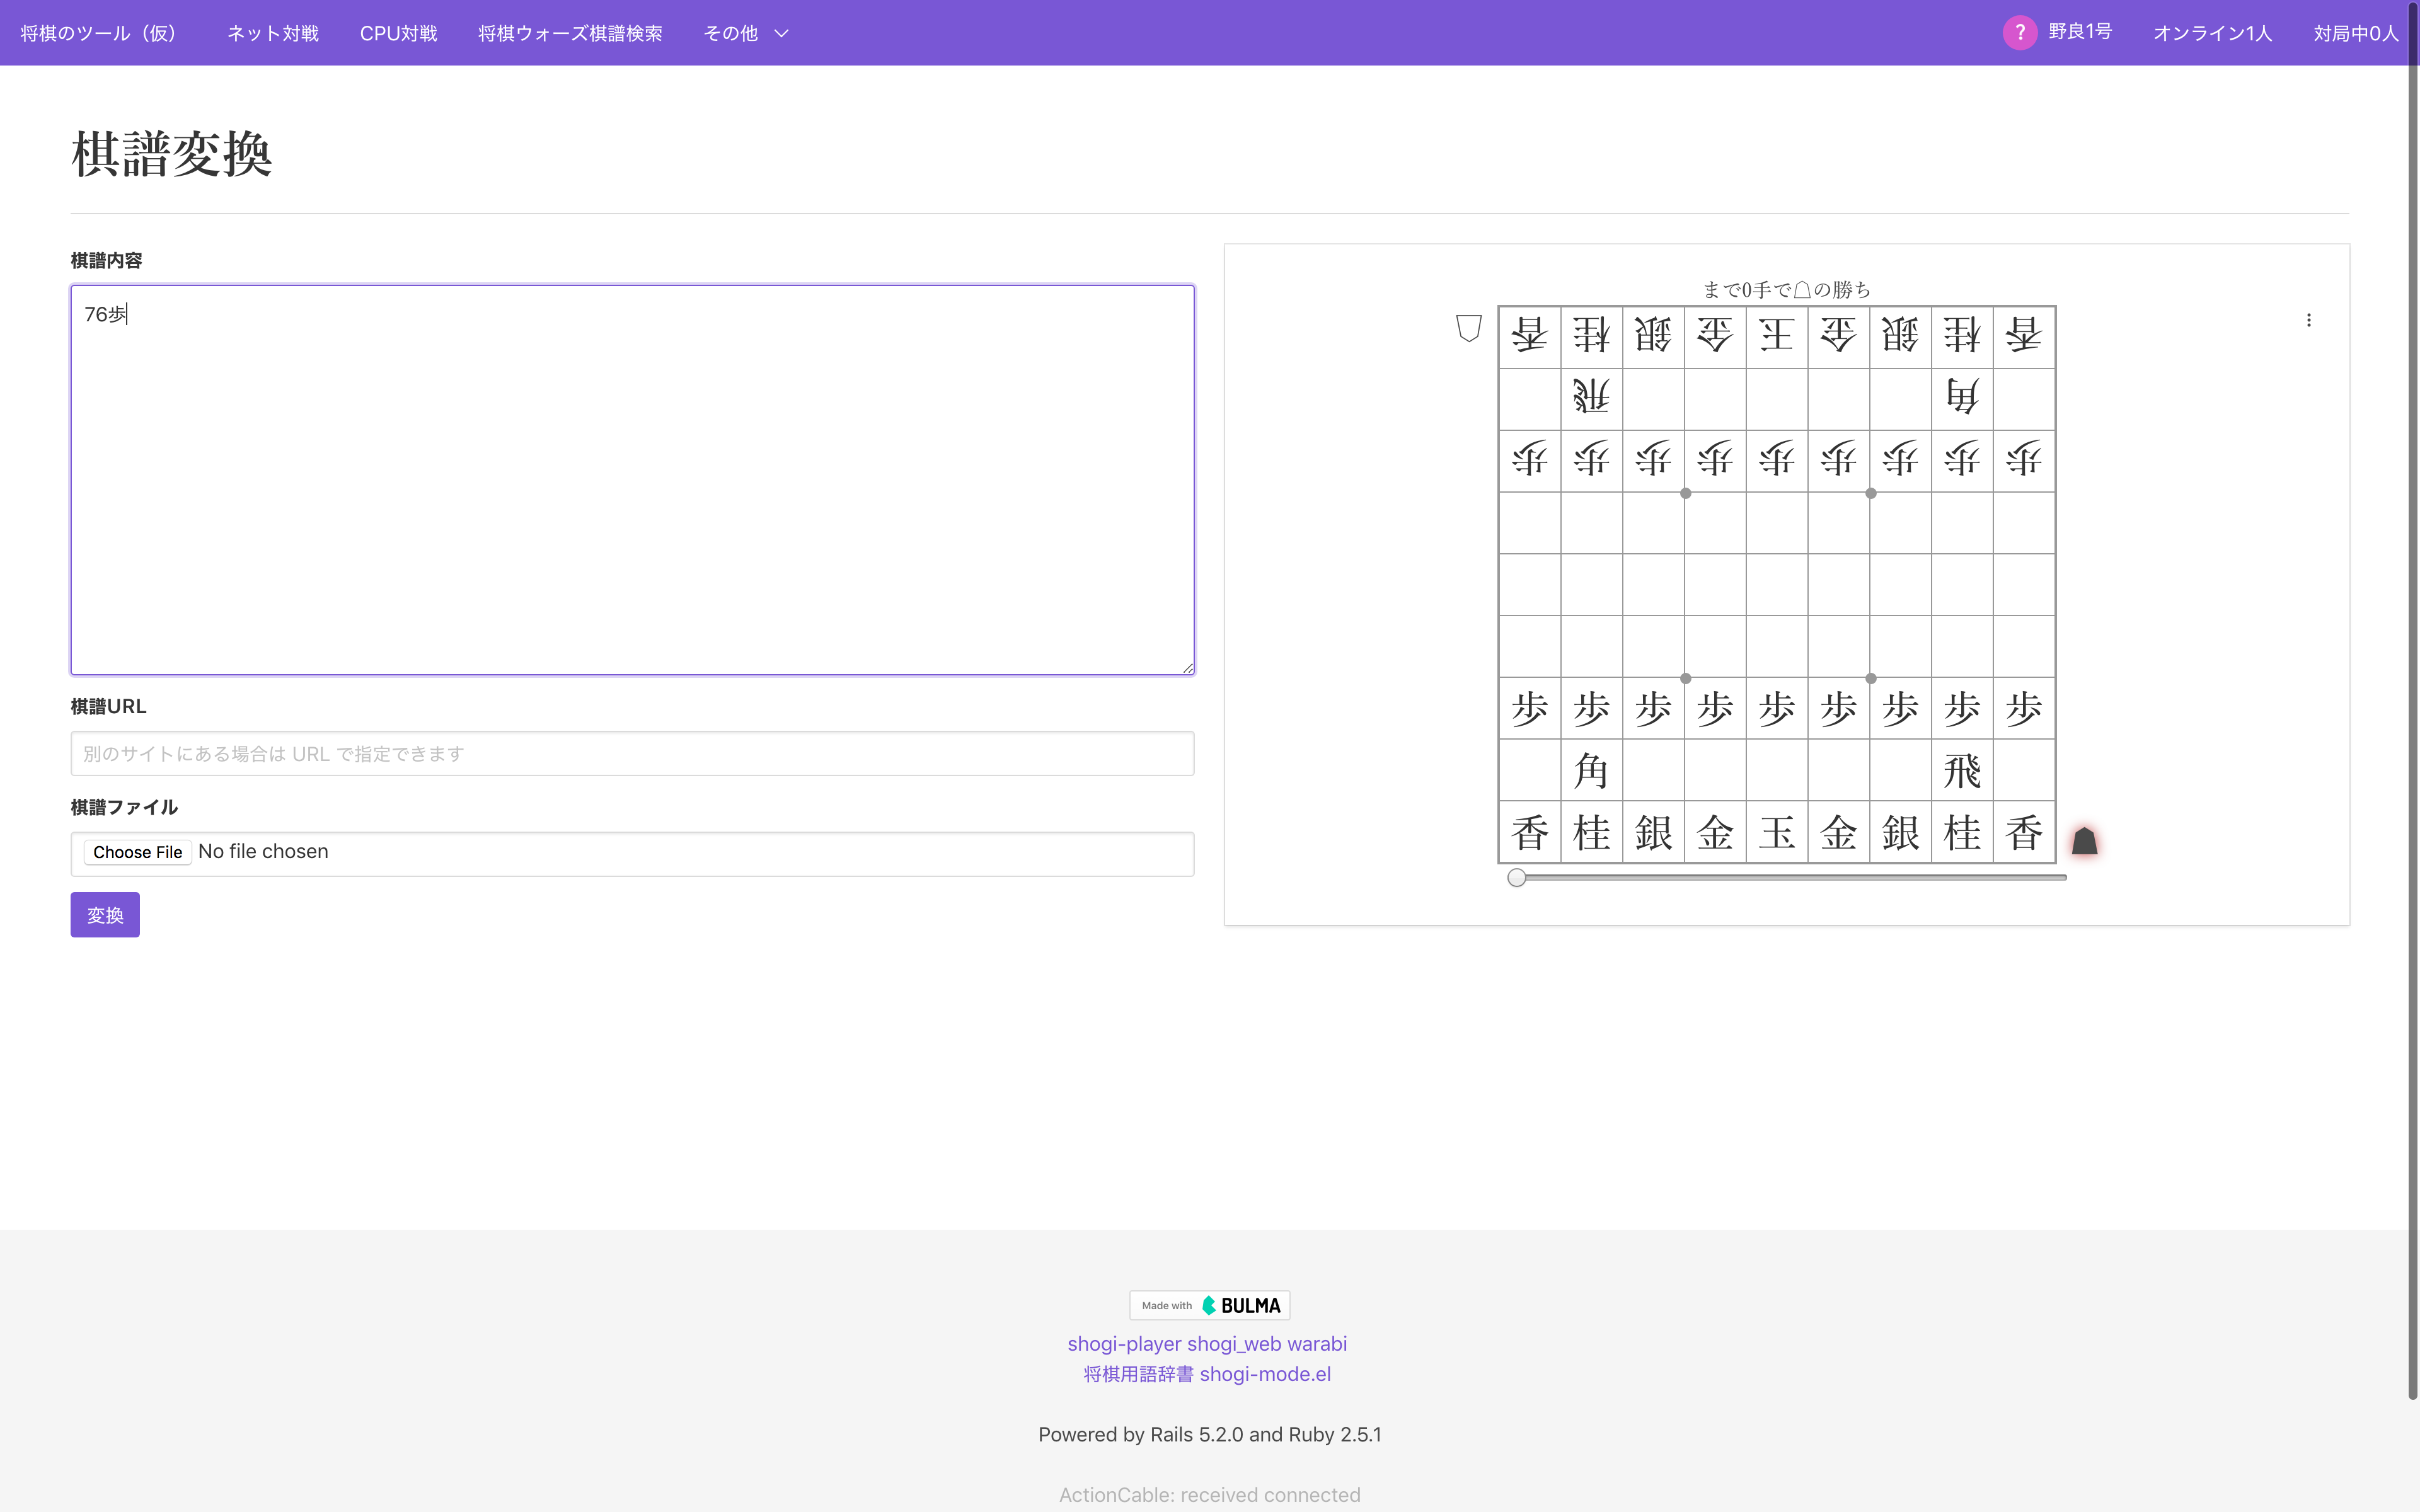 将棋のツール（仮） ネット対戦 CPU対戦 将棋ウォーズ棋譜検索 その他 ? 野良1号 オンライン1人 対局中0人
棋譜変換
棋譜内容
76歩
棋譜URL
別のサイトにある場合は URL で指定できます
棋譜ファイル
Choose File No file chosen
変換
まで0手で☖の勝ち
香桂銀金王金銀桂香
飛角
歩歩歩歩歩歩歩歩歩
歩歩歩歩歩歩歩歩歩
角飛
香桂銀金玉金銀桂香
Made with BULMA
shogi-player shogi_web warabi
将棋用語辞書 shogi-mode.el
Powered by Rails 5.2.0 and Ruby 2.5.1
ActionCable: received connected